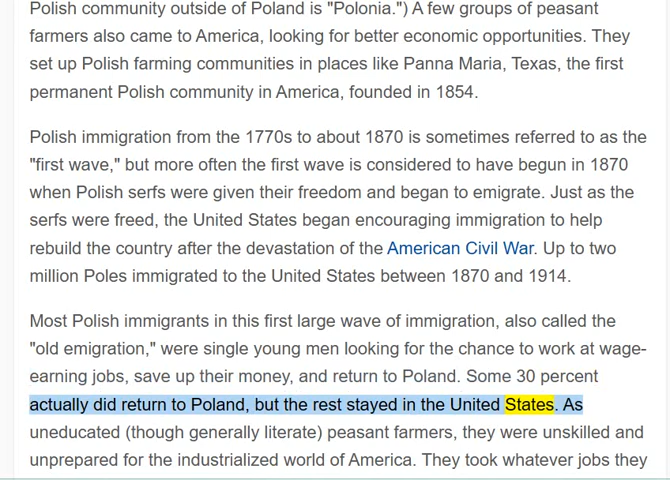 Polish community outside of Poland is "Polonia.") A few groups of peasant
farmers also came to America, looking for better economic opportunities. They
set up Polish farming communities in places like Panna Maria, Texas, the first
permanent Polish community in America, founded in 1854.
Polish immigration from the 1770s to about 1870 is sometimes referred to as the
"first wave," but more often the first wave is considered to have begun in 1870
when Polish serfs were given their freedom and began to emigrate. Just as the
serfs were freed, the United States began encouraging immigration to help
rebuild the country after the devastation of the American Civil War. Up to two
million Poles immigrated to the United States between 1870 and 1914.
Most Polish immigrants in this first large wave of immigration, also called the
"old emigration," were single young men looking for the chance to work at wage-
earning jobs, save up their money, and return to Poland. Some 30 percent
actually did return to Poland, but the rest stayed in the United States. As
uneducated (though generally literate) peasant farmers, they were unskilled and
unprepared for the industrialized world of America. They took whatever jobs they